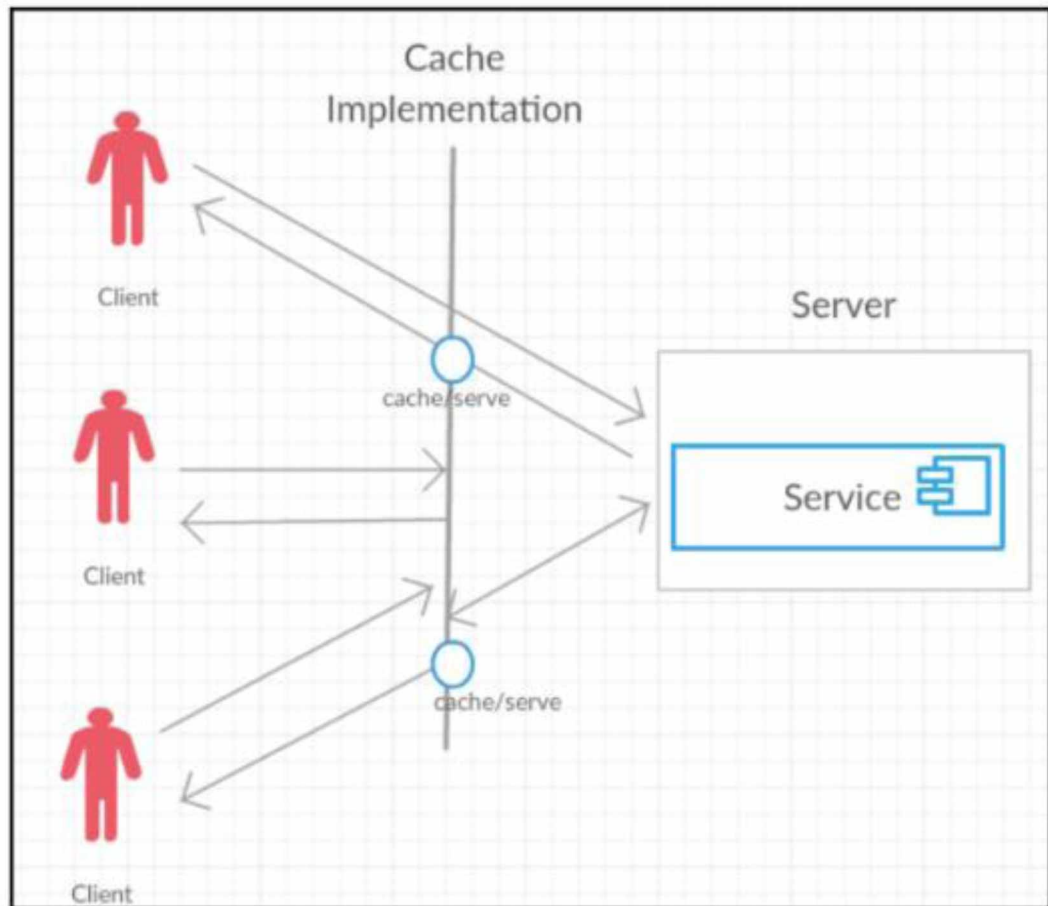 Cache
Implementation
Client
Server
cache/serve
Service
Client
cache/serve
Client